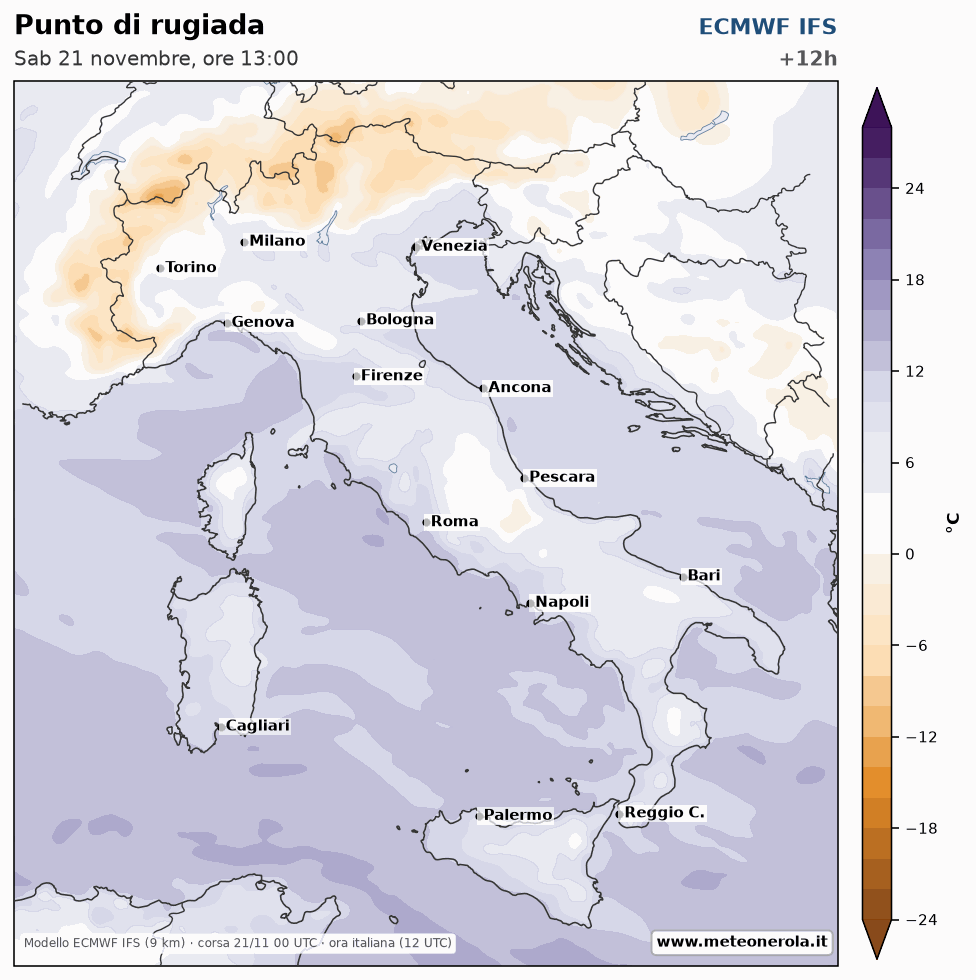 Punto di rugiada
ECMWF IFS
Sab 21 novembre, ore 13:00
+12h
Milano
Venezia
Torino
Genova
Bologna
Firenze
Ancona
Pescara
Roma
Bari
Napoli
Cagliari
Palermo
Reggio C.
24
18
12
6
0
−6
−12
−18
−24
°C
Modello ECMWF IFS (9 km) · corsa 21/11 00 UTC · ora italiana (12 UTC)
www.meteonerola.it